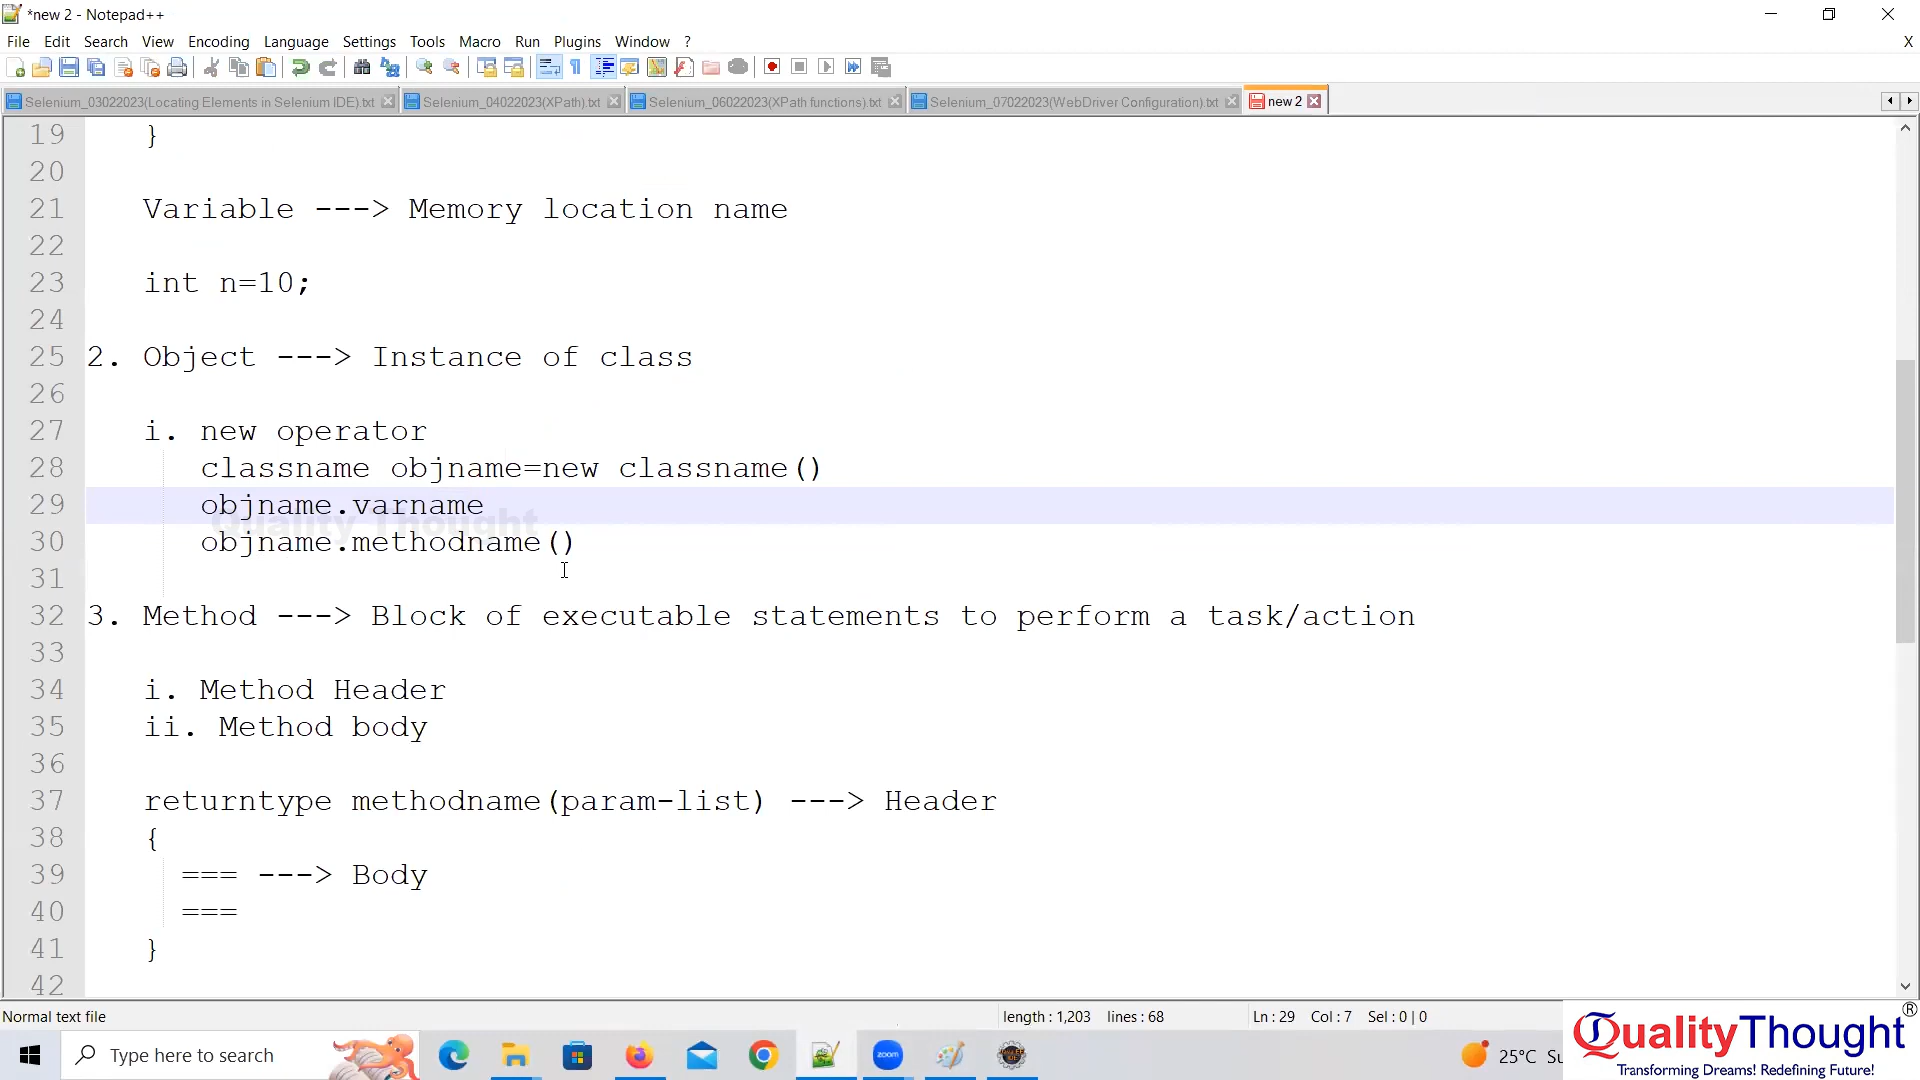 *new 2 - Notepad++
File Edit Search View Encoding Language Settings Tools Macro Run Plugins Window ? X
Selenium_03022023(Locating Elements in Selenium IDE).txt Selenium_04022023(XPath).txt Selenium_06022023(XPath functions).txt Selenium_07022023(WebDriver Configuration).txt new 2
19 }
20
21 Variable ---> Memory location name
22
23 int n=10;
24
25 2. Object ---> Instance of class
26
27 i. new operator
28 classname objname=new classname()
29 objname.varname
Quality Thought
30 objname.methodname()
31
32 3. Method ---> Block of executable statements to perform a task/action
33
34 i. Method Header
35 ii. Method body
36
37 returntype methodname(param-list) ---> Header
38 {
39 === ---> Body
40 ===
41 }
42
Normal text file length : 1,203 lines : 68 Ln : 29 Col : 7 Sel : 0 | 0
Type here to search zoom 25°C Su
QualityThought ®
Transforming Dreams! Redefining Future!